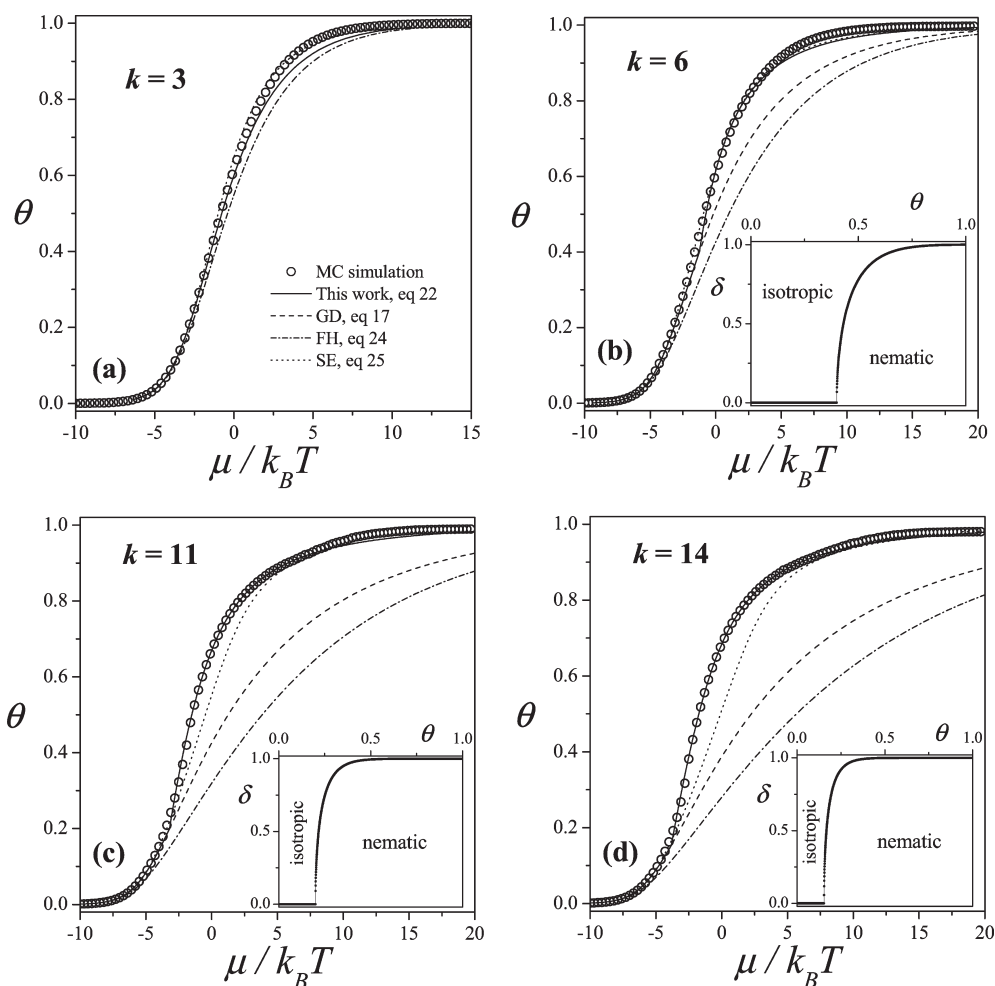 1.0
0.8
0.6
0.4
0.2
0.0
θ
k = 3
MC simulation
This work, eq 22
GD, eq 17
FH, eq 24
SE, eq 25
(a)
-10 -5 0 5 10 15
μ / k_B T
1.0
0.8
0.6
0.4
0.2
0.0
θ
k = 6
0.0 0.5 θ 1.0
1.0
δ
0.5
0.0
isotropic
nematic
(b)
-10 -5 0 5 10 15 20
μ / k_B T
1.0
0.8
0.6
0.4
0.2
0.0
θ
k = 11
0.0 0.5 θ 1.0
1.0
δ
0.5
0.0
isotropic
nematic
(c)
-10 -5 0 5 10 15 20
μ / k_B T
1.0
0.8
0.6
0.4
0.2
0.0
θ
k = 14
0.0 0.5 θ 1.0
1.0
δ
0.5
0.0
isotropic
nematic
(d)
-10 -5 0 5 10 15 20
μ / k_B T